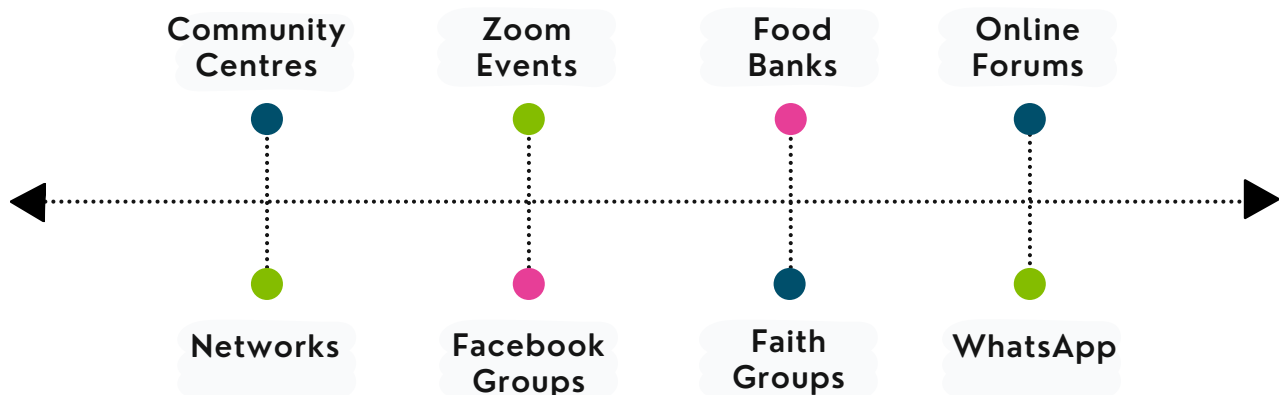 Community
Centres
Zoom
Events
Food
Banks
Online
Forums
Networks
Facebook
Groups
Faith
Groups
WhatsApp